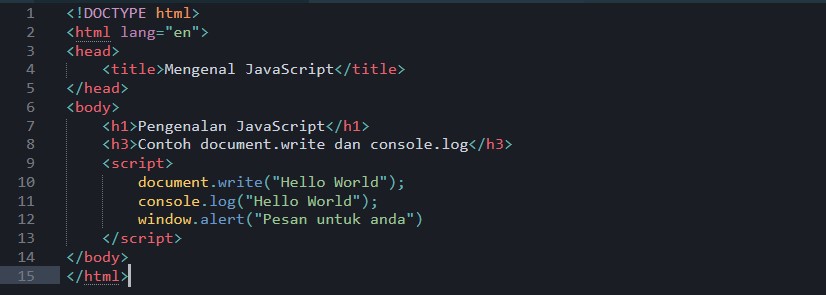 1 <!DOCTYPE html>
2 <html lang="en">
3 <head>
4     <title>Mengenal JavaScript</title>
5 </head>
6 <body>
7     <h1>Pengenalan JavaScript</h1>
8     <h3>Contoh document.write dan console.log</h3>
9     <script>
10         document.write("Hello World");
11         console.log("Hello World");
12         window.alert("Pesan untuk anda")
13     </script>
14 </body>
15 </html>